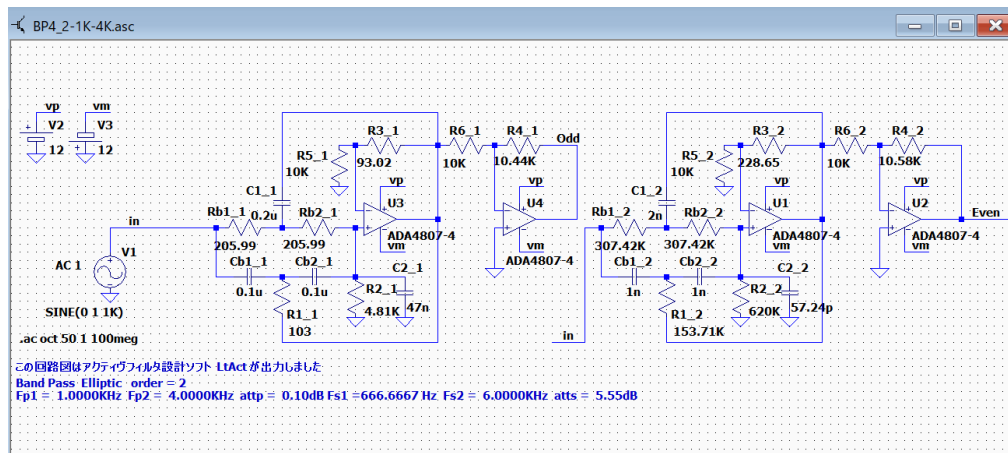 BP4_2-1K-4K.asc
vp
vm
V2
V3
12
12
R3_1
93.02
R6_1
10K
R4_1
10.44K
Odd
R5_1
10K
C1_1
0.2u
vp
U3
ADA4807-4
vm
vp
U4
ADA4807-4
vm
in
Rb1_1
205.99
Rb2_1
205.99
V1
AC 1
SINE(0 1 1K)
Cb1_1
0.1u
Cb2_1
0.1u
R1_1
103
R2_1
4.81K
C2_1
47n
R3_2
228.65
R6_2
10K
R4_2
10.58K
R5_2
10K
C1_2
2n
vp
U1
ADA4807-4
vm
vp
U2
ADA4807-4
vm
Even
Rb1_2
307.42K
Rb2_2
307.42K
Cb1_2
1n
Cb2_2
1n
R1_2
153.71K
R2_2
620K
C2_2
57.24p
in
.ac oct 50 1 100meg
この回路図はアクティヴフィルタ設計ソフト LtAct が出力しました
Band Pass Elliptic order = 2
Fp1 = 1.0000KHz Fp2 = 4.0000KHz attp = 0.10dB Fs1 =666.6667 Hz Fs2 = 6.0000KHz atts = 5.55dB